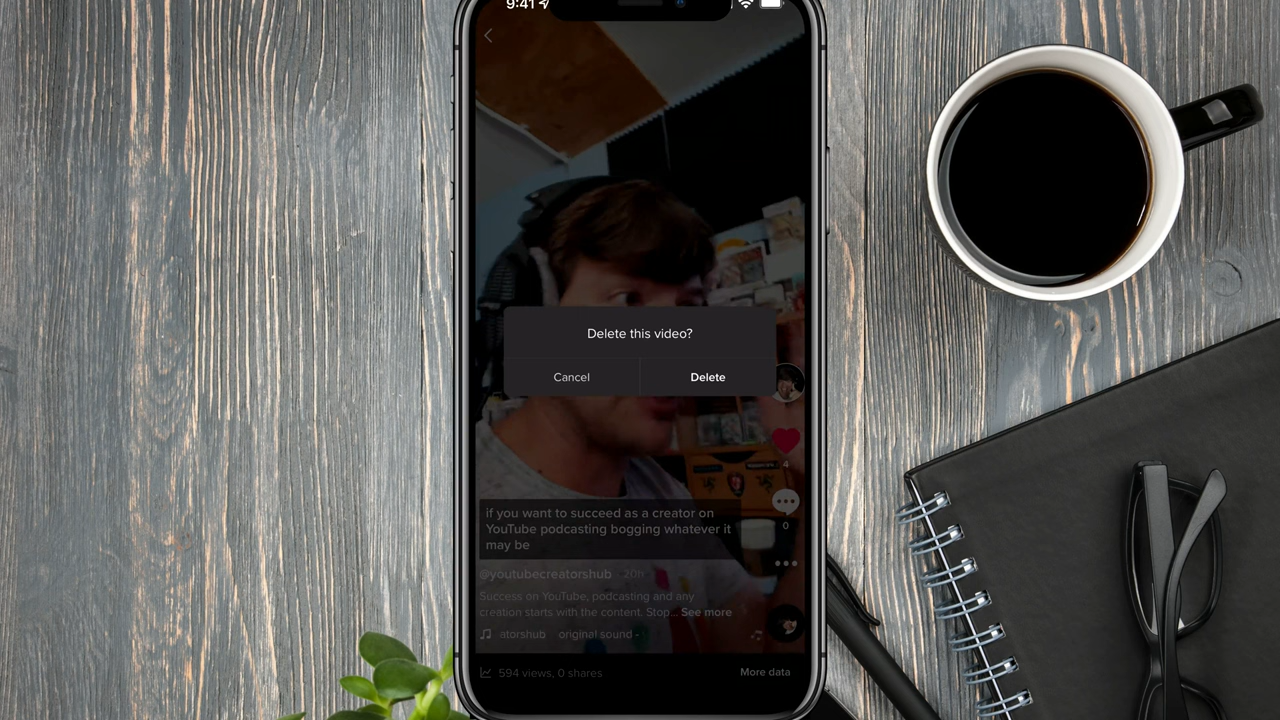 9:41
Delete this video?
Cancel
Delete
4
if you want to succeed as a creator on
YouTube podcasting bogging whatever it
may be
0
@youtubecreatorshub · 20h
Success on YouTube, podcasting and any
creation starts with the content. Stop... See more
atorshub original sound -
594 views, 0 shares
More data